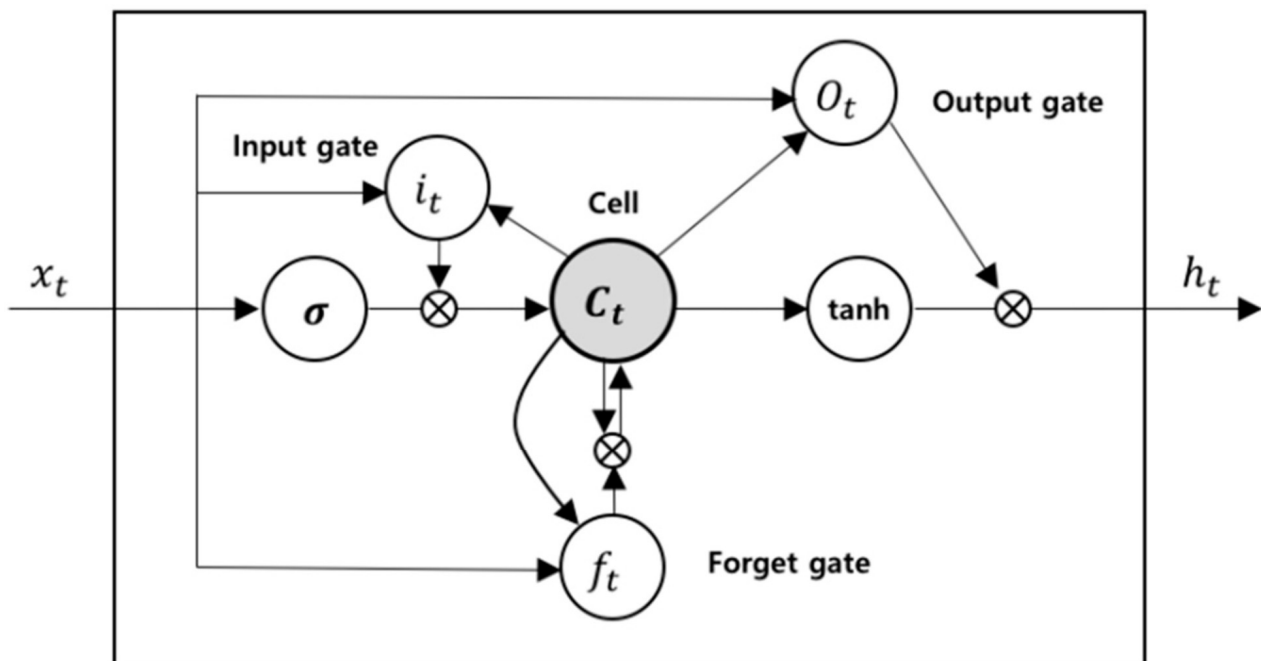 O_t
Output gate
Input gate
i_t
Cell
x_t
σ
C_t
tanh
h_t
f_t
Forget gate